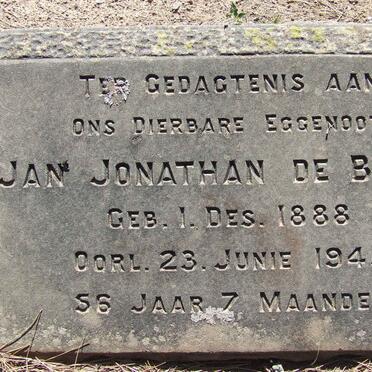 TER GEDAGTENIS AAN
ONS DIERBARE EGGENOOT
JAN JONATHAN DE B
GEB. 1. DES. 1888
OORL. 23. JUNIE 194
56 JAAR 7 MAANDE